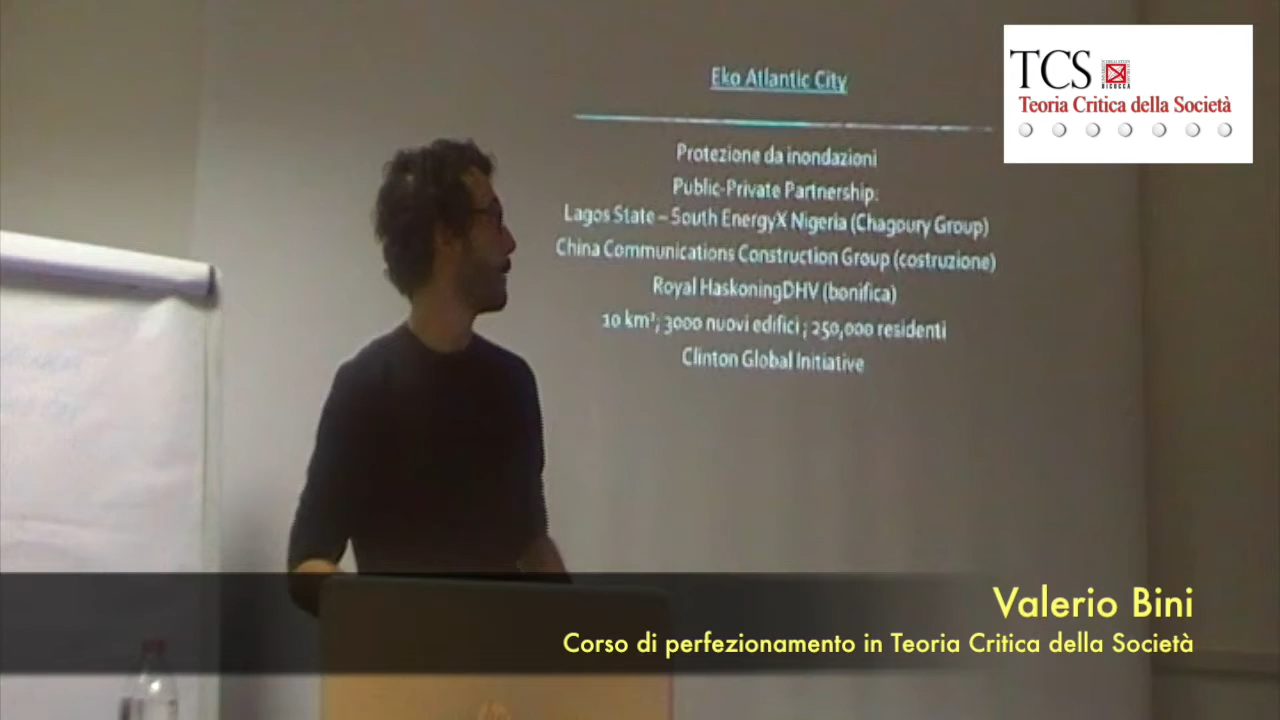 Eko Atlantic City
Protezione da inondazioni
Public-Private Partnership:
Lagos State – South EnergyX Nigeria (Chagoury Group)
China Communications Construction Group (costruzione)
Royal HaskoningDHV (bonifica)
10 km²; 3000 nuovi edifici ; 250,000 residenti
Clinton Global Initiative
TCS
BICOCCA
Teoria Critica della Società
Valerio Bini
Corso di perfezionamento in Teoria Critica della Società